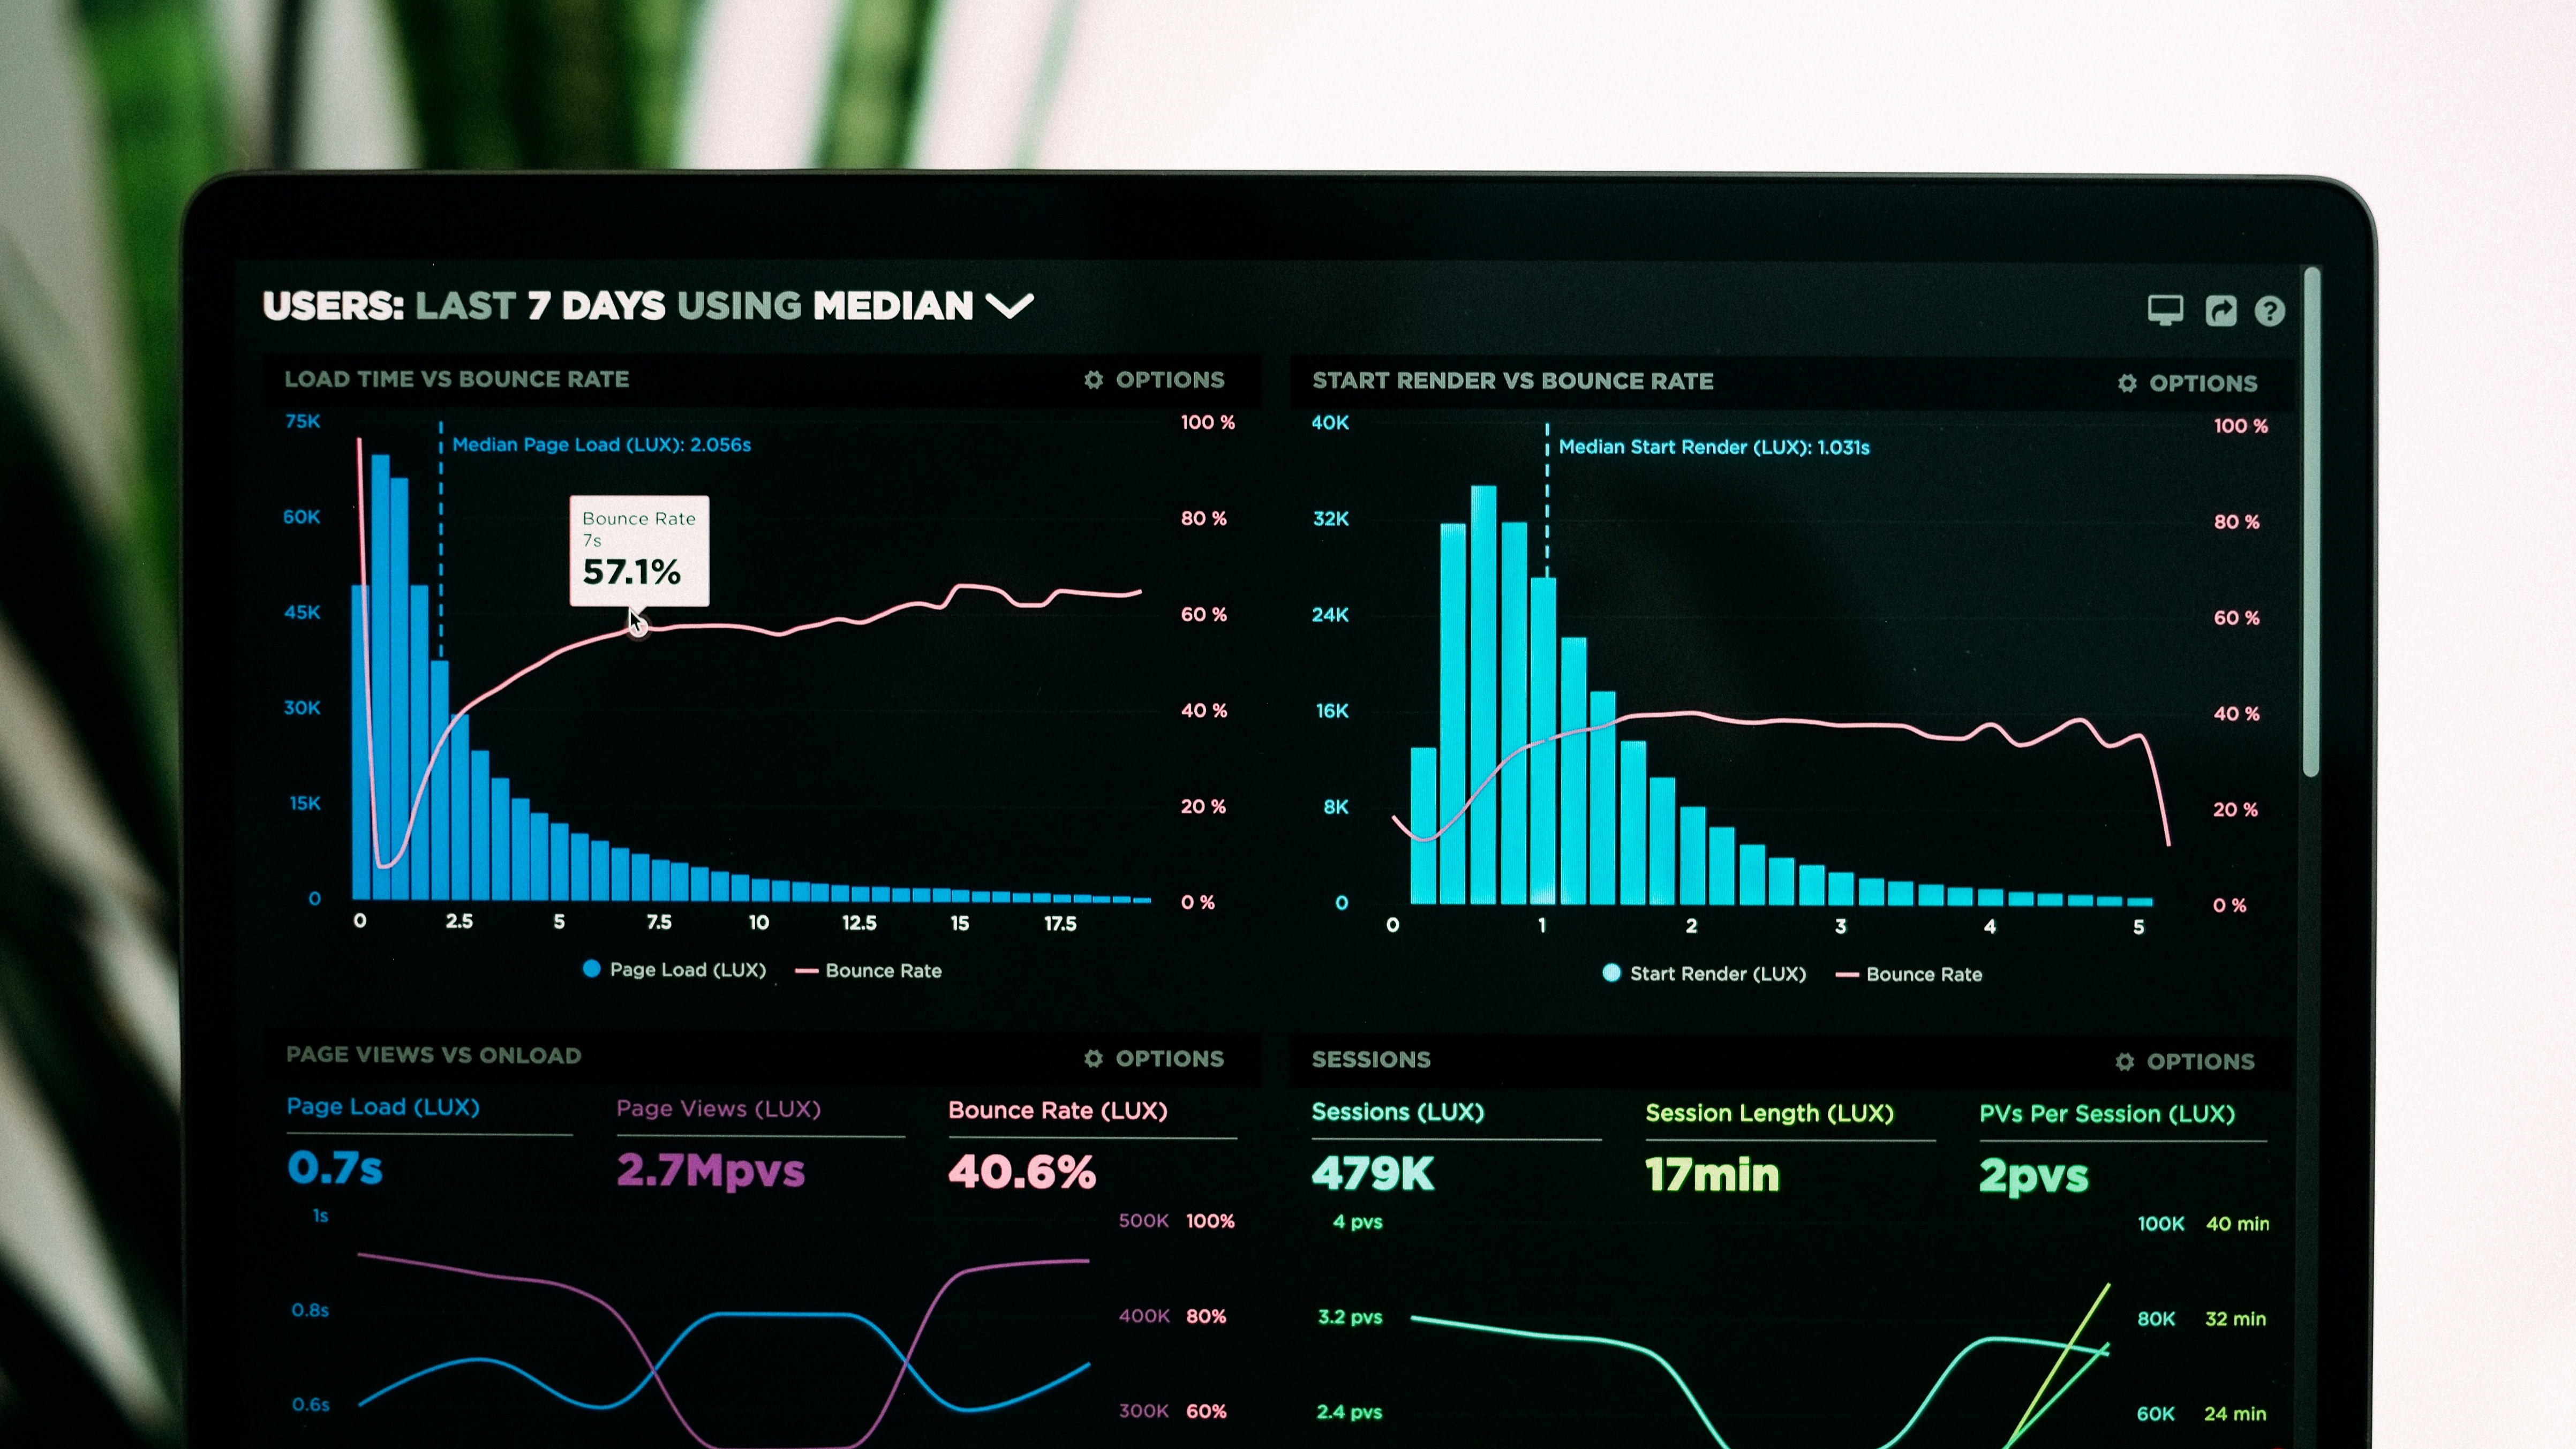 USERS: LAST 7 DAYS USING MEDIAN
LOAD TIME VS BOUNCE RATE
OPTIONS
75K
60K
45K
30K
15K
0
Median Page Load (LUX): 2.056s
Bounce Rate
7s
57.1%
100 %
80 %
60 %
40 %
20 %
0 %
0 2.5 5 7.5 10 12.5 15 17.5
Page Load (LUX) Bounce Rate
START RENDER VS BOUNCE RATE
OPTIONS
40K
32K
24K
16K
8K
0
Median Start Render (LUX): 1.031s
100 %
80 %
60 %
40 %
20 %
0 %
0 1 2 3 4 5
Start Render (LUX) Bounce Rate
PAGE VIEWS VS ONLOAD
OPTIONS
Page Load (LUX) Page Views (LUX) Bounce Rate (LUX)
0.7s 2.7Mpvs 40.6%
1s 500K 100%
0.8s 400K 80%
0.6s 300K 60%
SESSIONS
OPTIONS
Sessions (LUX) Session Length (LUX) PVs Per Session (LUX)
479K 17min 2pvs
4 pvs 100K 40 min
3.2 pvs 80K 32 min
2.4 pvs 60K 24 min